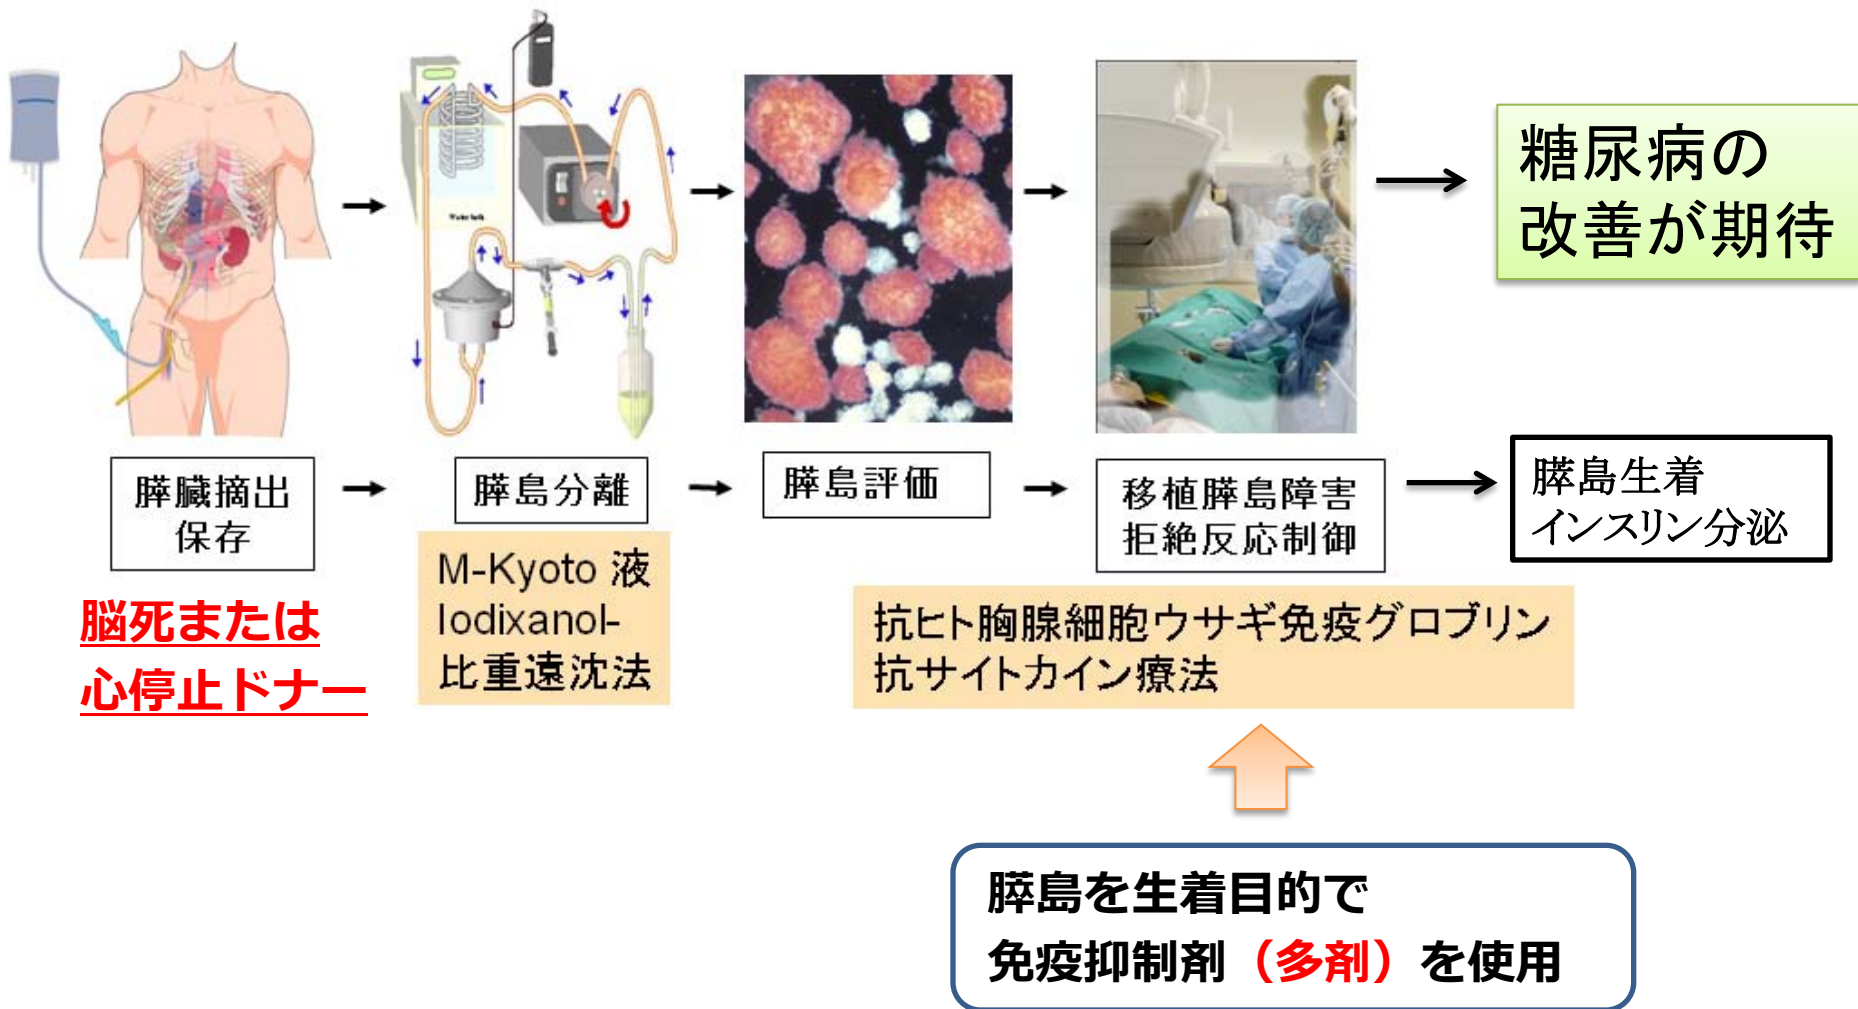 糖尿病の
改善が期待
Water bath
膵臓摘出
保存
膵島分離
膵島評価
移植膵島障害
拒絶反応制御
膵島生着
インスリン分泌
脳死または
心停止ドナー
M-Kyoto 液
Iodixanol-
比重遠沈法
抗ヒト胸腺細胞ウサギ免疫グロブリン
抗サイトカイン療法
膵島を生着目的で
免疫抑制剤（多剤）を使用